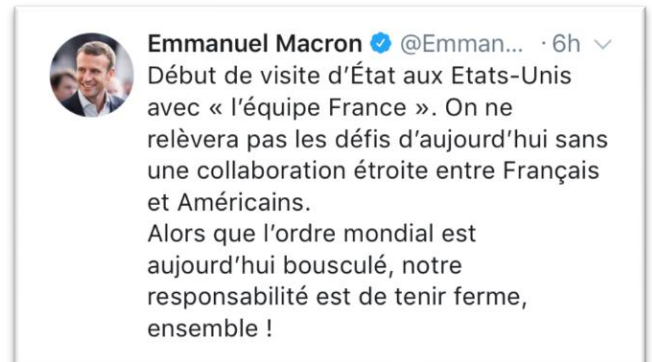 Emmanuel Macron @Emman... · 6h
Début de visite d’État aux Etats-Unis
avec « l’équipe France ». On ne
relèvera pas les défis d’aujourd’hui sans
une collaboration étroite entre Français
et Américains.
Alors que l’ordre mondial est
aujourd’hui bousculé, notre
responsabilité est de tenir ferme,
ensemble !